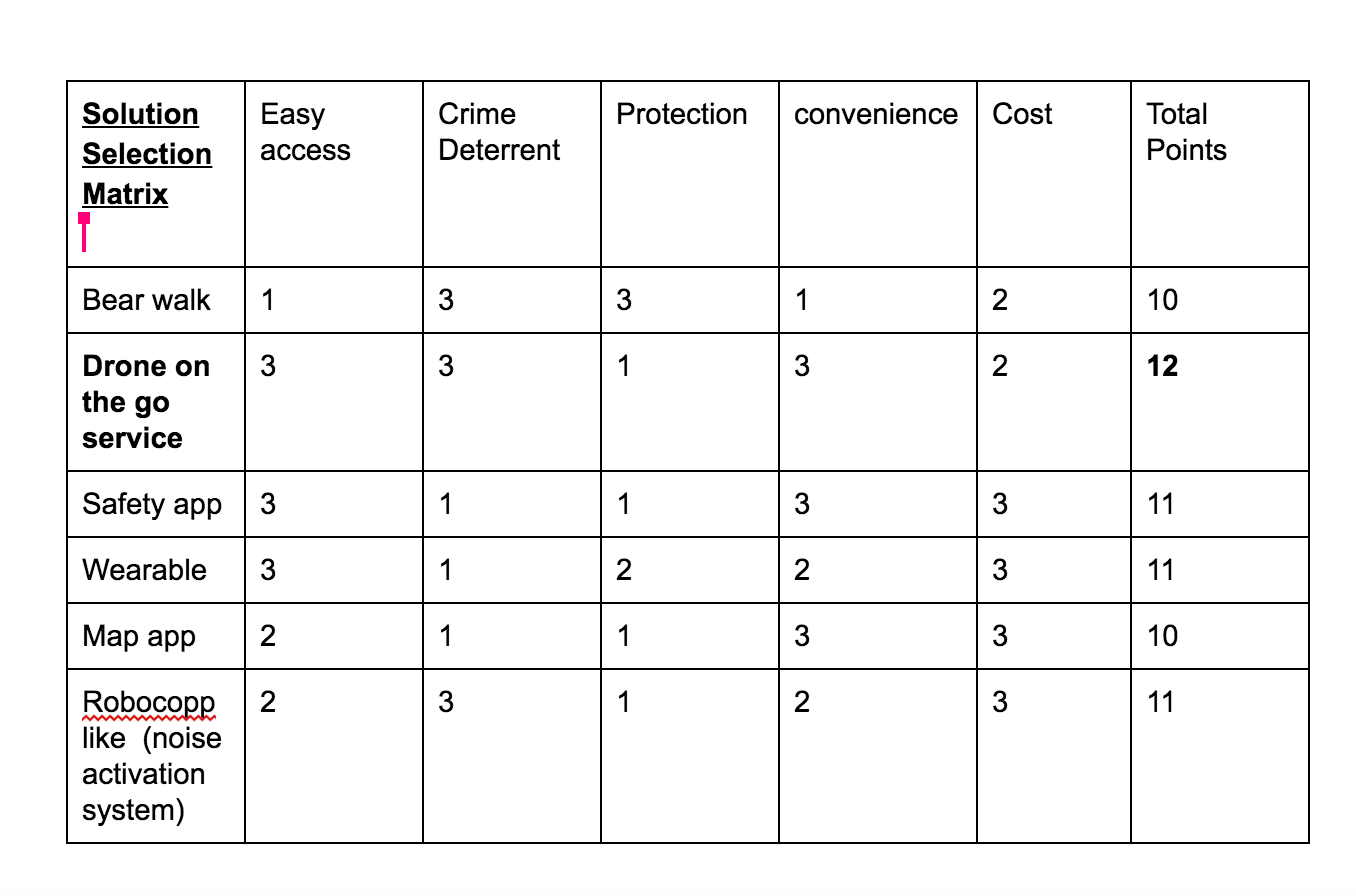 Solution Easy Crime Protection convenience Cost Total
Selection access Deterrent Points
Matrix
Bear walk 1 3 3 1 2 10
Drone on 3 3 1 3 2 12
the go
service
Safety app 3 1 1 3 3 11
Wearable 3 1 2 2 3 11
Map app 2 1 1 3 3 10
Robocopp 2 3 1 2 3 11
like (noise
activation
system)